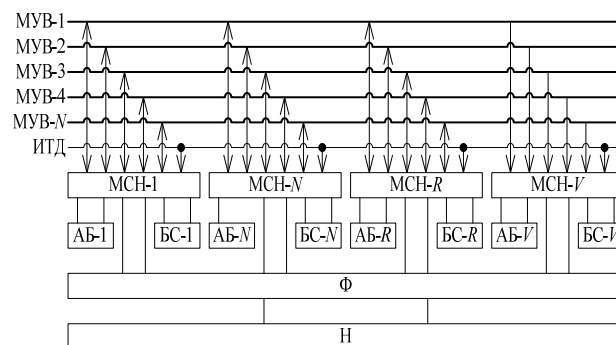 МУВ-1
МУВ-2
МУВ-3
МУВ-4
МУВ-N
ИТД
МСН-1 МСН-N МСН-R МСН-V
АБ-1 БС-1 АБ-N БС-N АБ-R БС-R АБ-V БС-V
Ф
Н